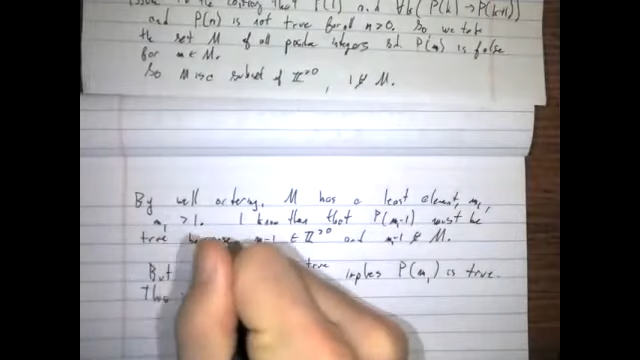 to the contrary that P(1) and ∀k(P(k)→P(k+1))
and P(n) is not true for all n>0. So we take
the set M of all positive integers s.t. P(m) is false
for m∈M.
So M is a subset of ℤ^>0, 1∉M.
By well ordering, M has a least element, m₁,
m₁>1. I know then that P(m₁-1) must be
true because m₁-1 ∈ ℤ^>0 and m₁-1 ∉ M.
But true implies P(m₁) is true.
This